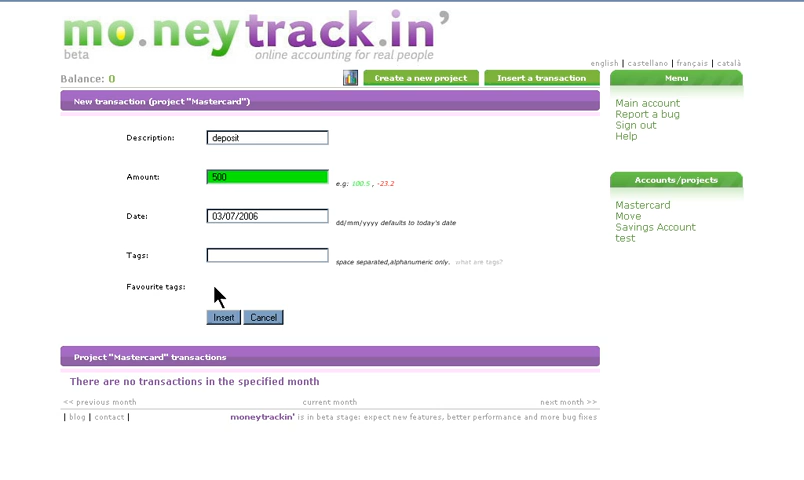 mo.neytrack.in'
beta
online accounting for real people
english | castellano | français | català
Balance: 0
Create a new project
Insert a transaction
Menu
New transaction (project "Mastercard")
Main account
Report a bug
Sign out
Help
Description:
deposit
Amount:
500
e.g: 100.5 , -23.2
Accounts/projects
Mastercard
Move
Savings Account
test
Date:
03/07/2006
dd/mm/yyyy defaults to today's date
Tags:
space separated,alphanumeric only. what are tags?
Favourite tags:
Insert
Cancel
Project "Mastercard" transactions
There are no transactions in the specified month
<< previous month
current month
next month >>
| blog | contact |
moneytrackin' is in beta stage: expect new features, better performance and more bug fixes